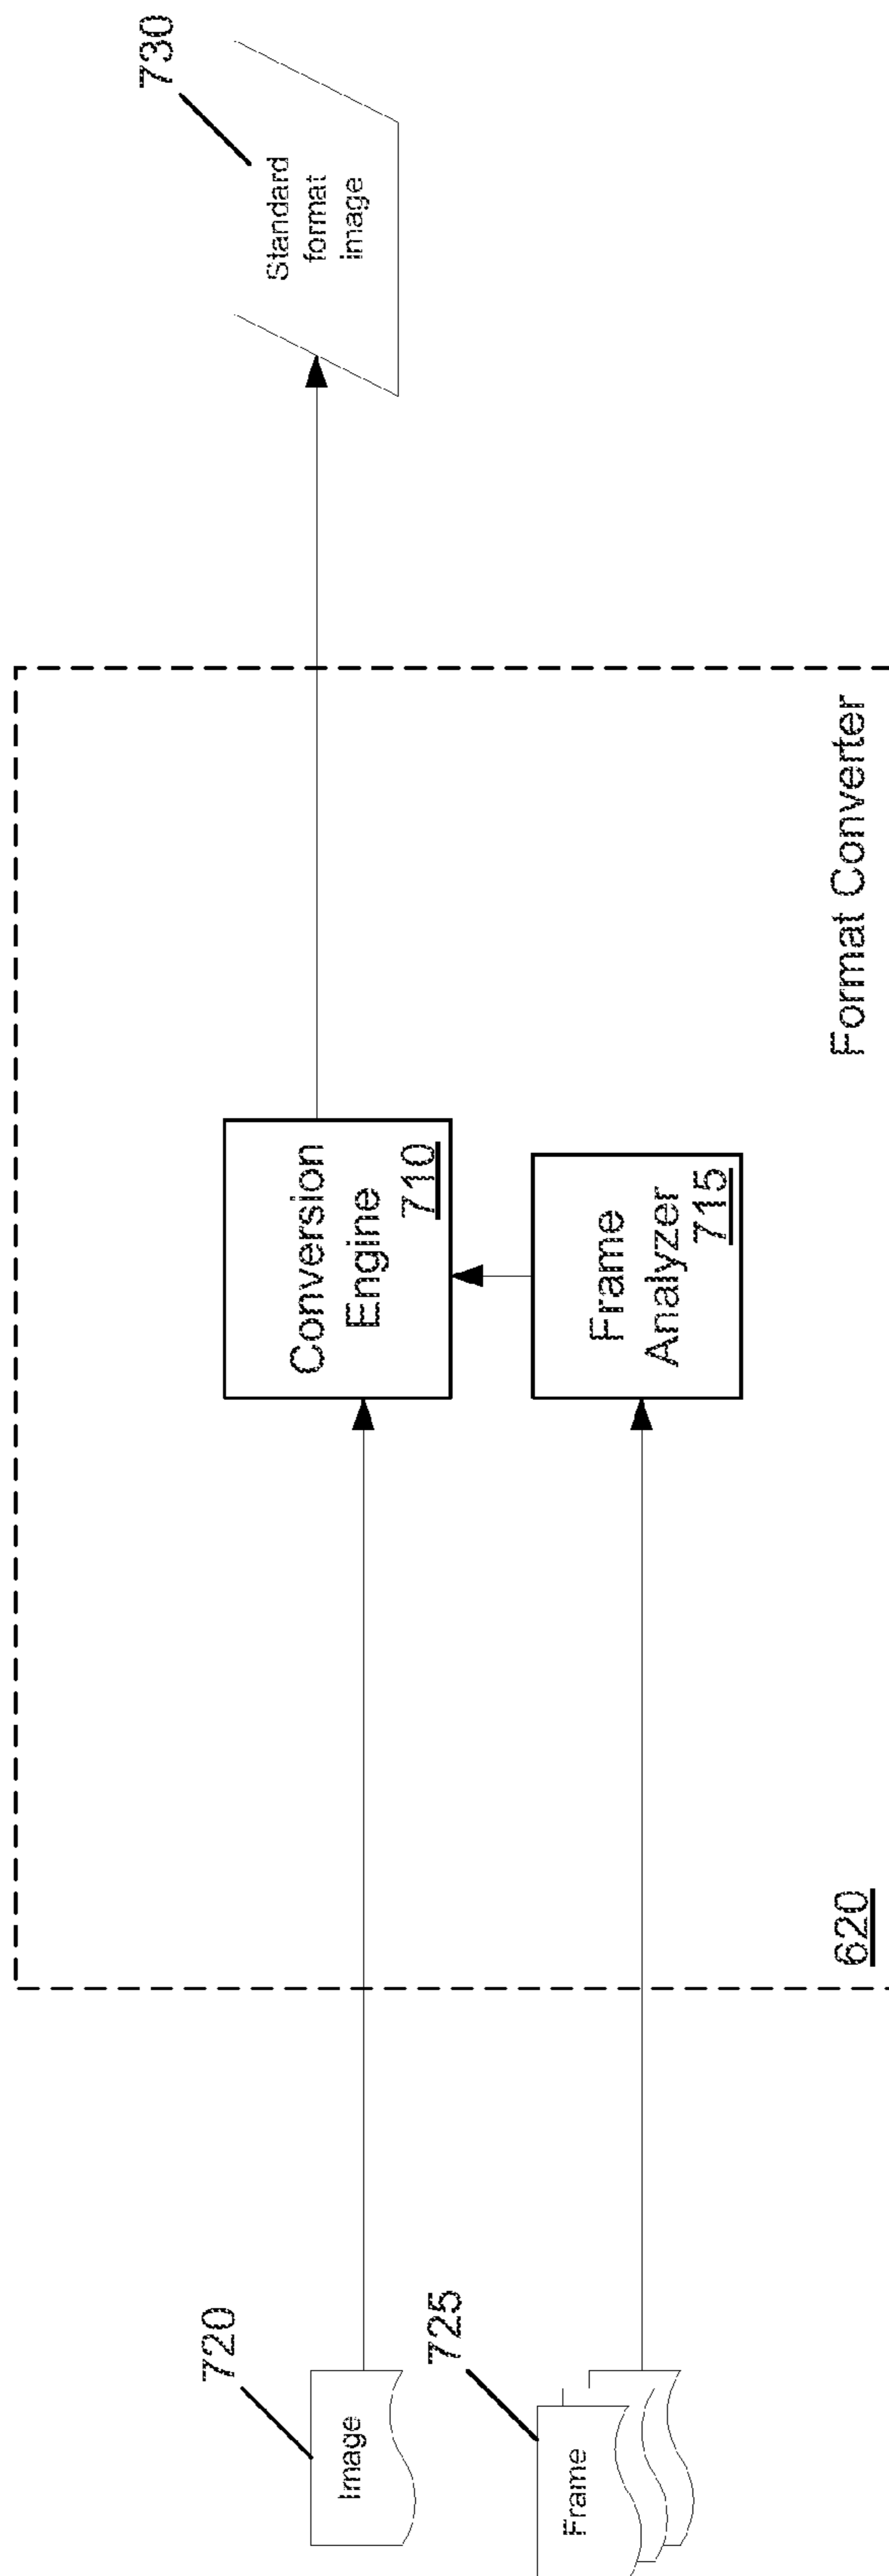 720
Image
725
Frame
Conversion
Engine
710
Frame
Analyzer
715
620
Format Converter
730
Standard
format
image